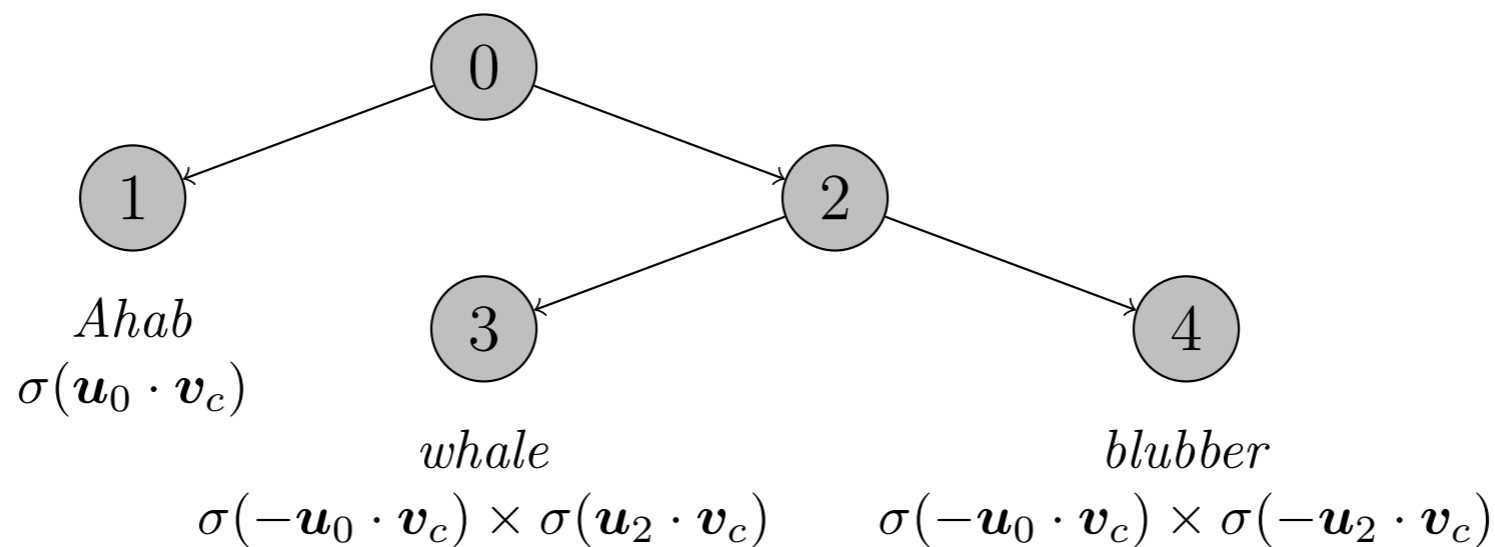 0
1
2
3
4
Ahab
σ(u₀ · v_c)
whale
σ(−u₀ · v_c) × σ(u₂ · v_c)
blubber
σ(−u₀ · v_c) × σ(−u₂ · v_c)